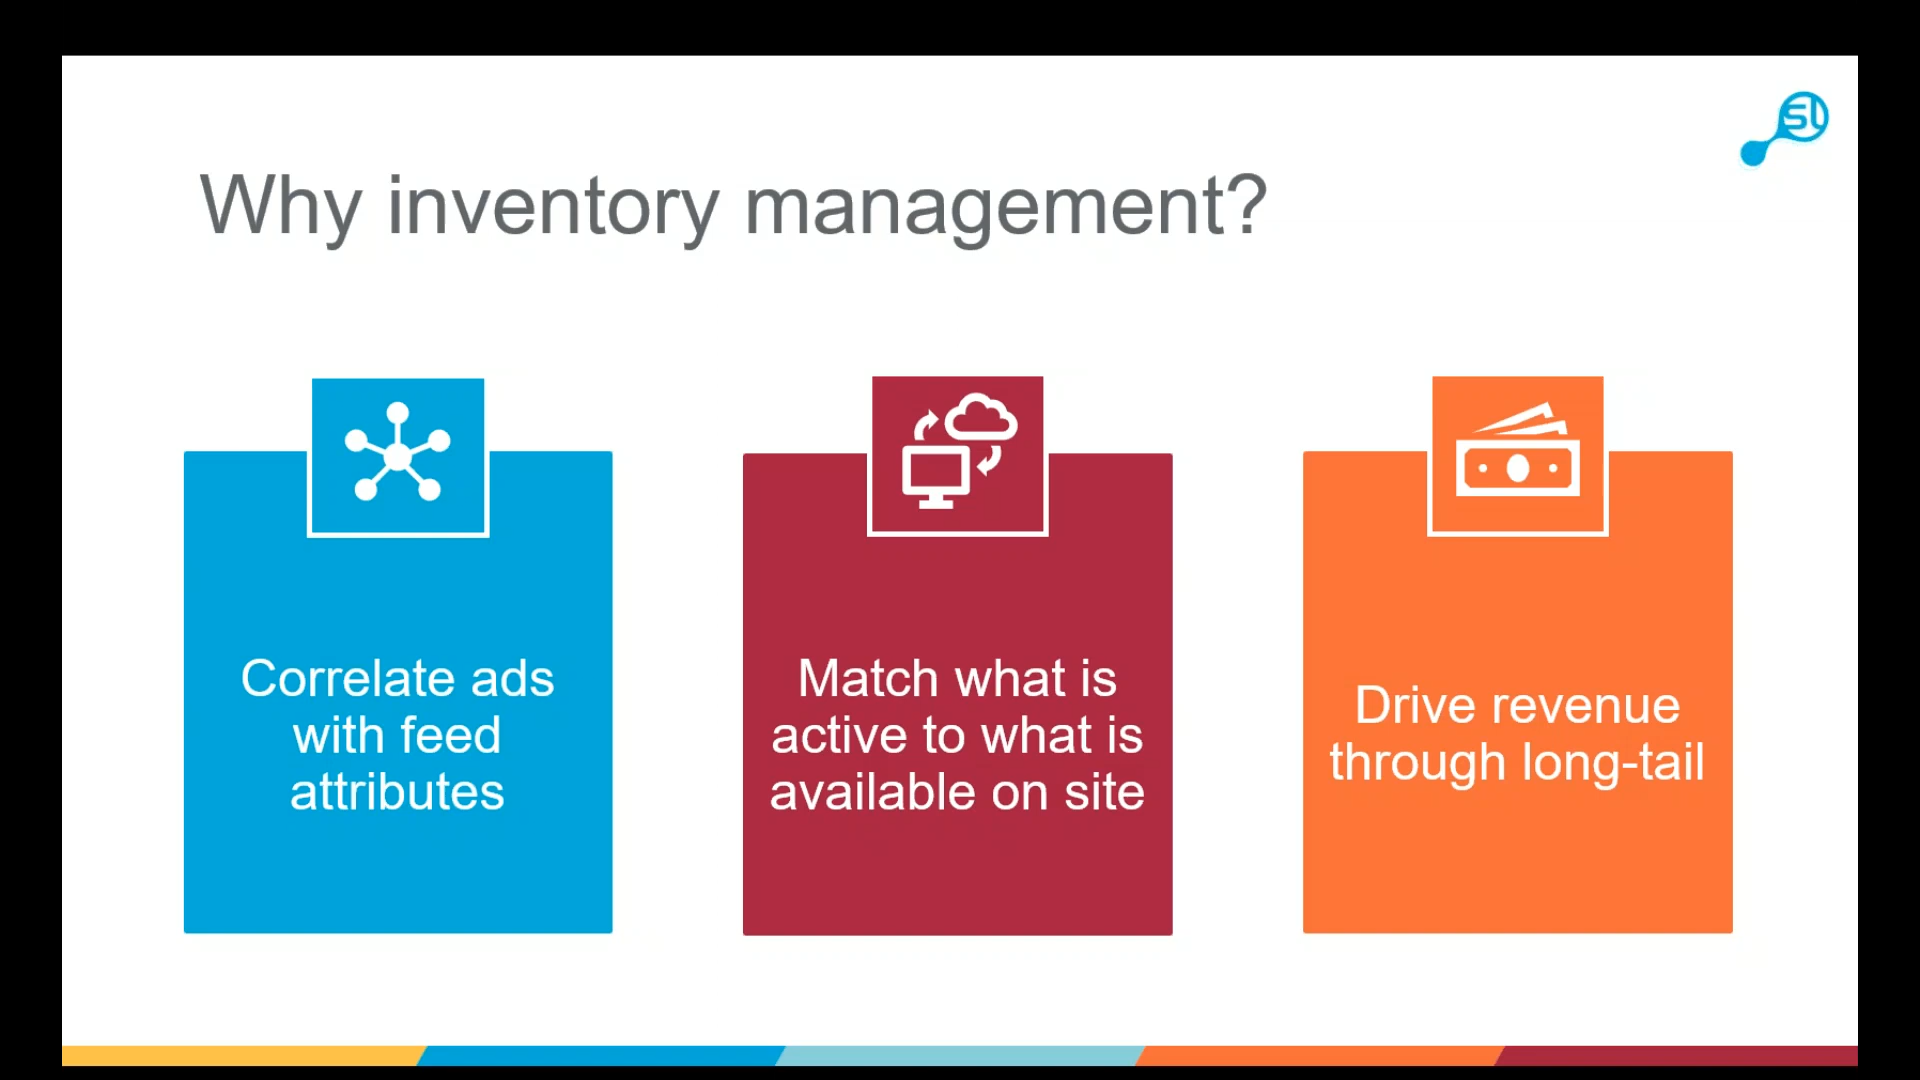 SL
Why inventory management?
Correlate ads
with feed
attributes
Match what is
active to what is
available on site
Drive revenue
through long-tail